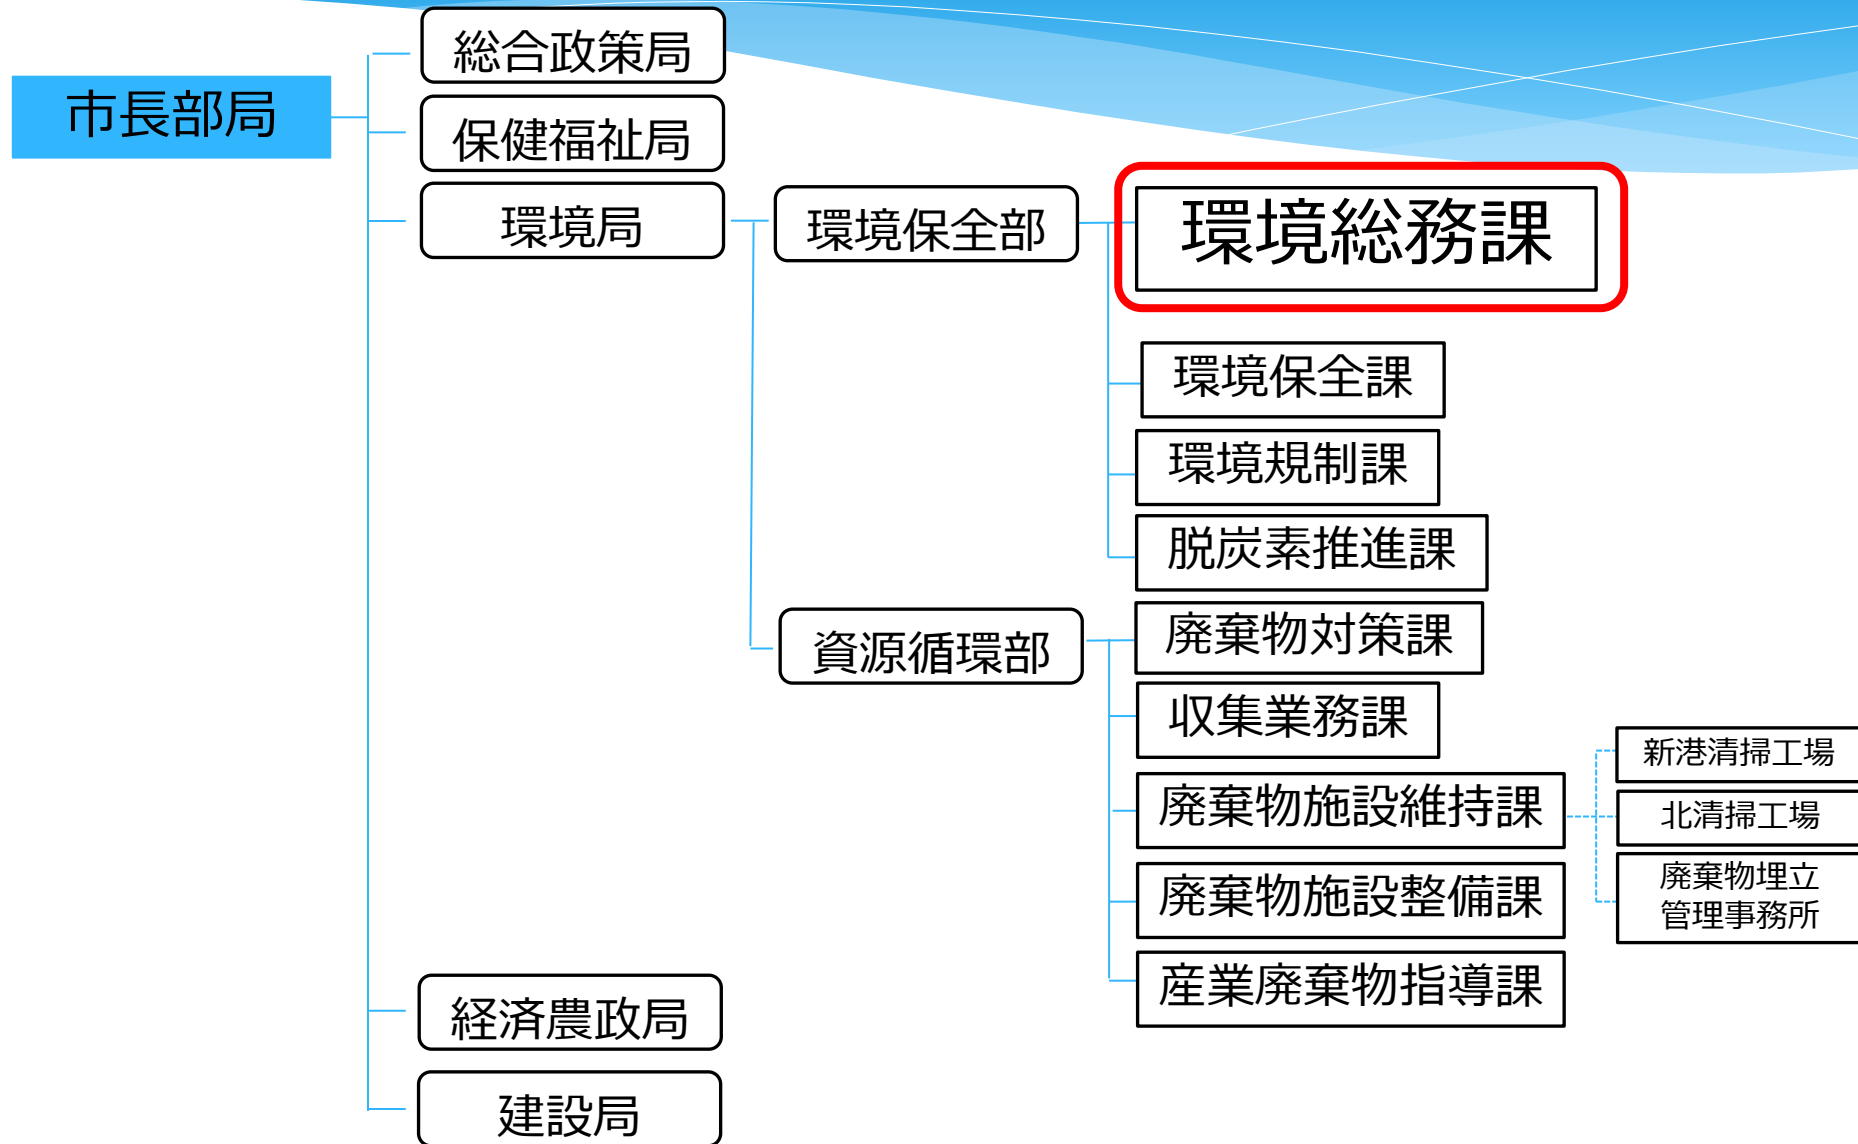 総合政策局
市長部局
保健福祉局
環境局
環境保全部
環境総務課
環境保全課
環境規制課
脱炭素推進課
資源循環部
廃棄物対策課
収集業務課
廃棄物施設維持課
新港清掃工場
北清掃工場
廃棄物埋立
管理事務所
廃棄物施設整備課
産業廃棄物指導課
経済農政局
建設局